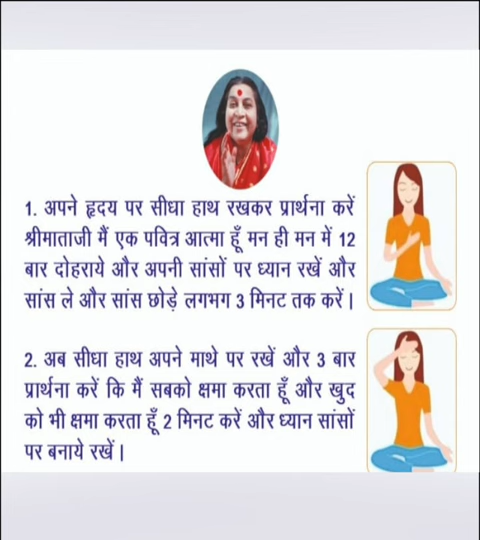 1. अपने हृदय पर सीधा हाथ रखकर प्रार्थना करें
श्रीमाताजी मैं एक पवित्र आत्मा हूँ मन ही मन में 12
बार दोहराये और अपनी सांसों पर ध्यान रखें और
सांस ले और सांस छोड़े लगभग 3 मिनट तक करें |
2. अब सीधा हाथ अपने माथे पर रखें और 3 बार
प्रार्थना करें कि मैं सबको क्षमा करता हूँ और खुद
को भी क्षमा करता हूँ 2 मिनट करें और ध्यान सांसों
पर बनाये रखें |